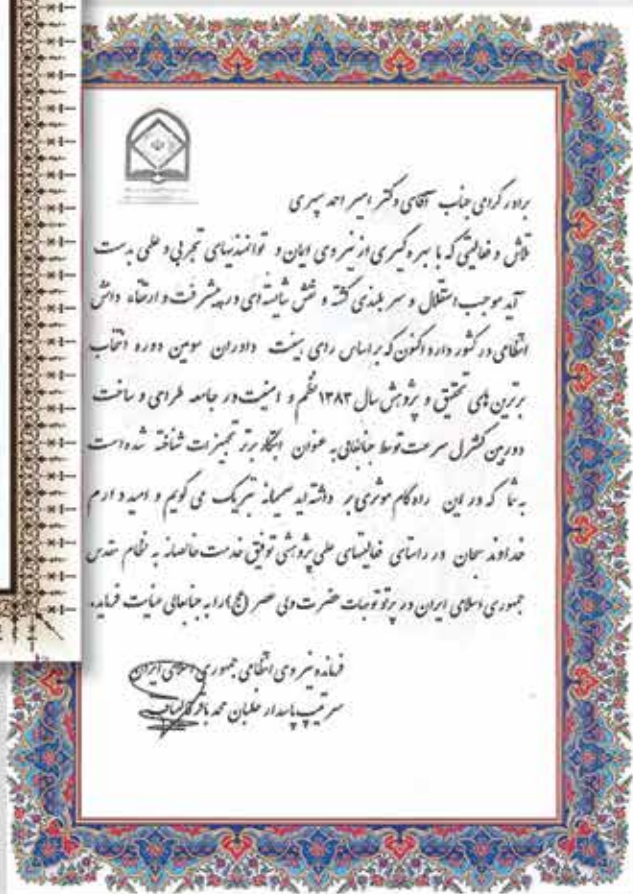 برادر گرامی جناب آقای دکتر امیر احمد سپهری
تلاش و فعالیتی که با بهره گیری از نیروی ایمان و توانمندیهای تجربی و علمی بدست
آید موجب استقلال و سربلندی گشته و نقش شایسته ای در پیشرفت و ارتقاء دانش
انتظامی در کشور دارد اکنون که براساس رای هیئت داوران سومین دوره انتخاب
برترین های تحقیق و پژوهش سال ۱۳۸۳ نظم و امنیت در جامعه طراحی و ساخت
دوربین کنترل سرعت توسط جنابعالی به عنوان ابتکار برتر تجهیزات شناخته شده است
به شما که در این راه گام موثری بر داشته اید صمیمانه تبریک می گویم و امید دارم
خداوند سبحان در راستای فعالیتهای علمی پژوهشی توفیق خدمت خالصانه به نظام مقدس
جمهوری اسلامی ایران در پرتو توجهات حضرت ولی عصر (عج) را به جنابعالی عنایت فرماید.
فرمانده نیروی انتظامی جمهوری اسلامی ایران
سرتیپ پاسدار خلبان محمد باقر قالیباف